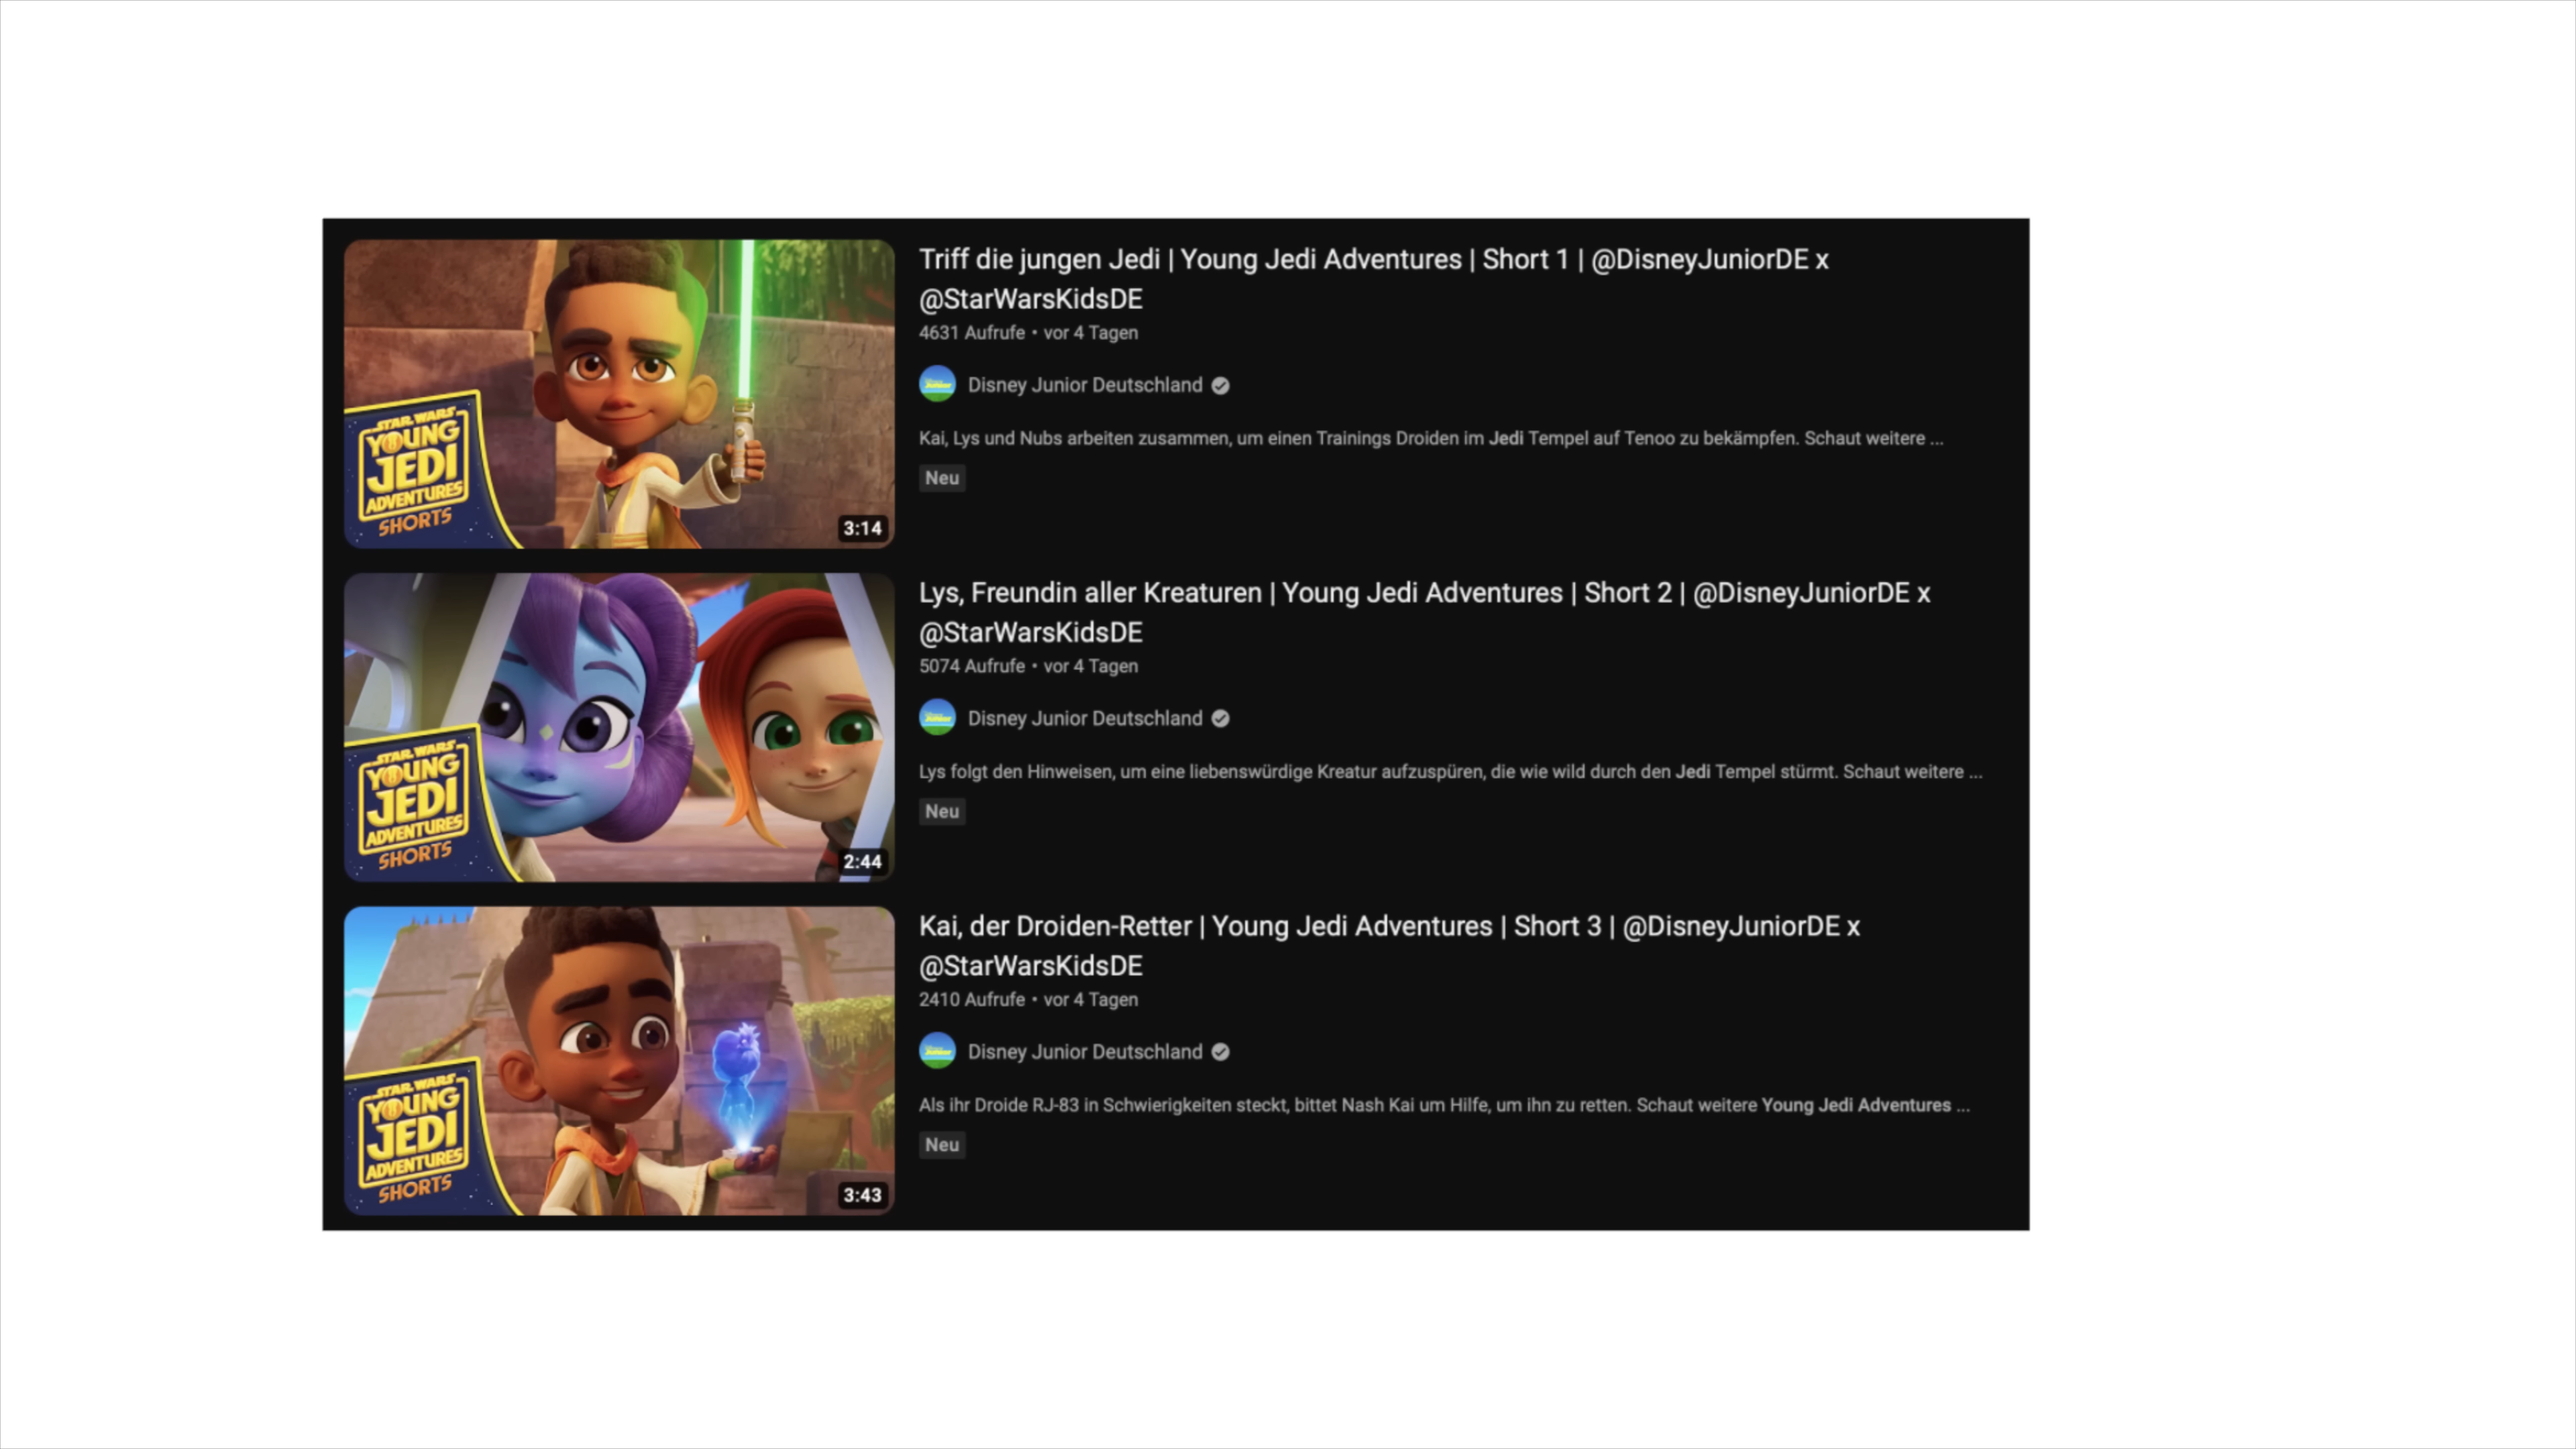 Triff die jungen Jedi | Young Jedi Adventures | Short 1 | @DisneyJuniorDE x
@StarWarsKidsDE
4631 Aufrufe • vor 4 Tagen
Disney Junior Deutschland
Kai, Lys und Nubs arbeiten zusammen, um einen Trainings Droiden im Jedi Tempel auf Tenoo zu bekämpfen. Schaut weitere ...
Neu
STAR WARS
YOUNG
JEDI
ADVENTURES
SHORTS
3:14
Lys, Freundin aller Kreaturen | Young Jedi Adventures | Short 2 | @DisneyJuniorDE x
@StarWarsKidsDE
5074 Aufrufe • vor 4 Tagen
Disney Junior Deutschland
Lys folgt den Hinweisen, um eine liebenswürdige Kreatur aufzuspüren, die wie wild durch den Jedi Tempel stürmt. Schaut weitere ...
Neu
STAR WARS
YOUNG
JEDI
ADVENTURES
SHORTS
2:44
Kai, der Droiden-Retter | Young Jedi Adventures | Short 3 | @DisneyJuniorDE x
@StarWarsKidsDE
2410 Aufrufe • vor 4 Tagen
Disney Junior Deutschland
Als ihr Droide RJ-83 in Schwierigkeiten steckt, bittet Nash Kai um Hilfe, um ihn zu retten. Schaut weitere Young Jedi Adventures ...
Neu
STAR WARS
YOUNG
JEDI
ADVENTURES
SHORTS
3:43